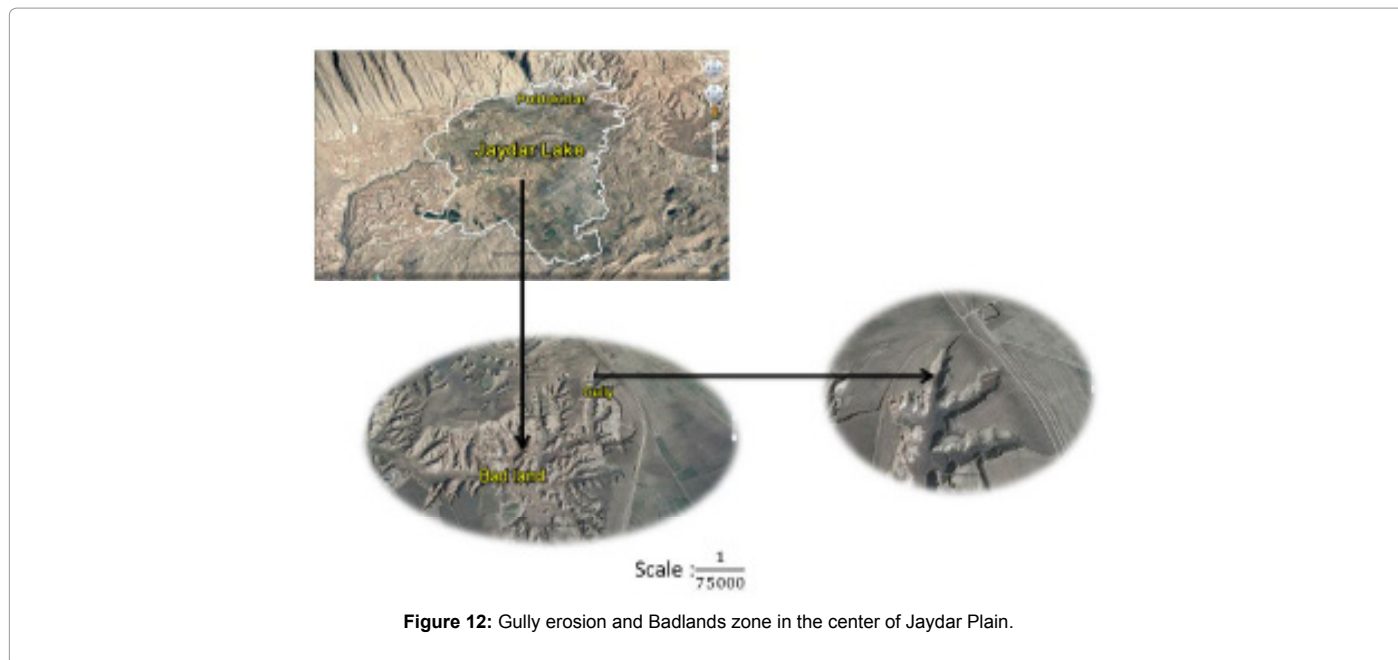 Jaydar Lake
Gully
Bad land
Scale : 1/75000
Figure 12: Gully erosion and Badlands zone in the center of Jaydar Plain.